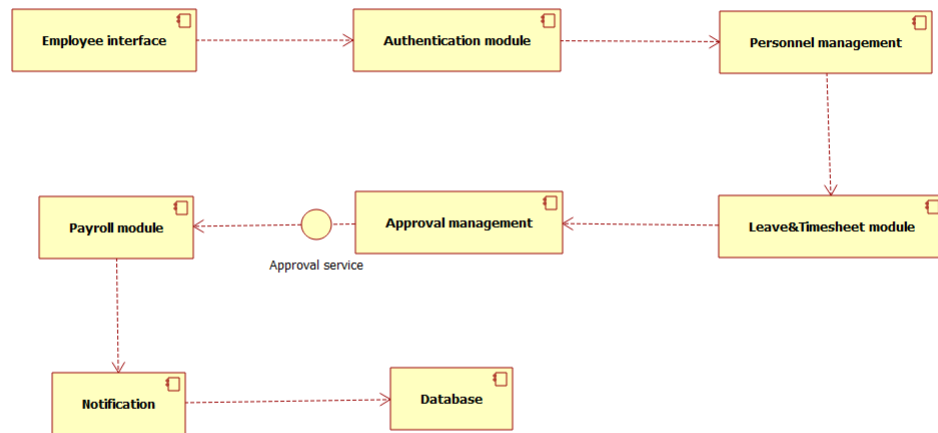 Employee interface
Authentication module
Personnel management
Payroll module
Approval management
Leave&Timesheet module
Approval service
Notification
Database